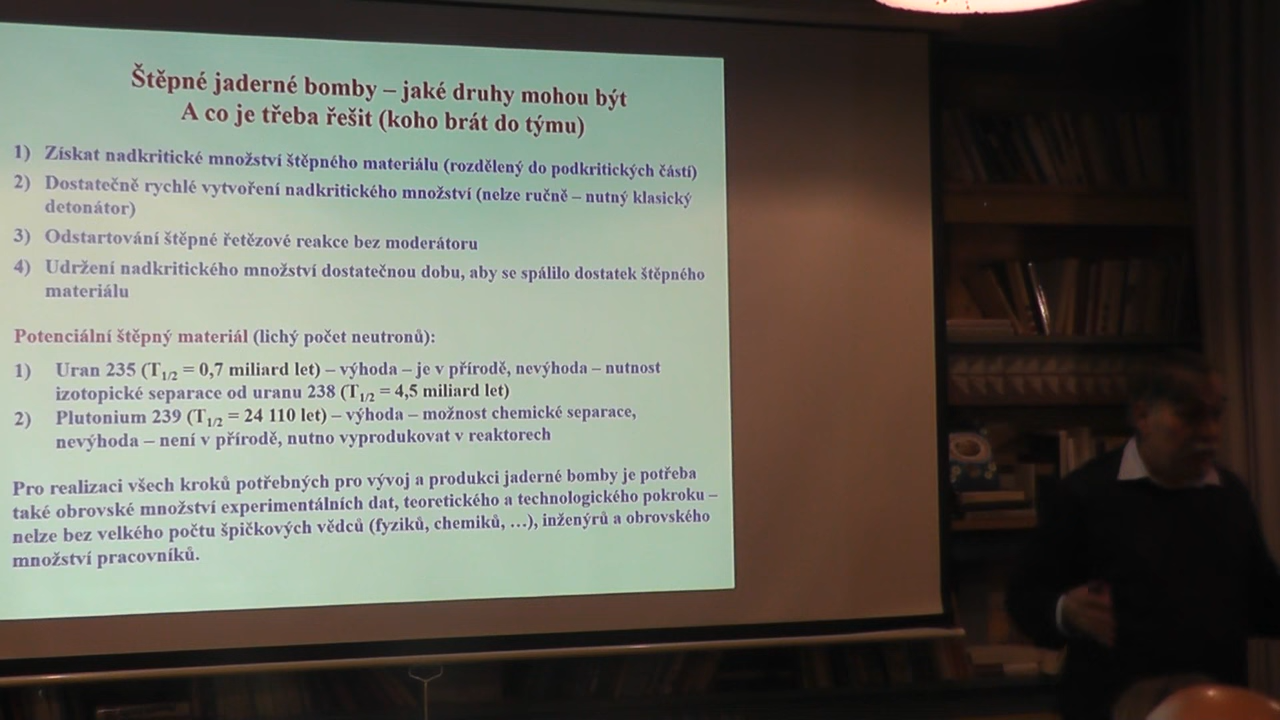 Štěpné jaderné bomby – jaké druhy mohou být
A co je třeba řešit (koho brát do týmu)
1) Získat nadkritické množství štěpného materiálu (rozdělený do podkritických částí)
2) Dostatečně rychlé vytvoření nadkritického množství (nelze ručně – nutný klasický
detonátor)
3) Odstartování štěpné řetězové reakce bez moderátoru
4) Udržení nadkritického množství dostatečnou dobu, aby se spálilo dostatek štěpného
materiálu
Potenciální štěpný materiál (lichý počet neutronů):
1) Uran 235 (T1/2 = 0,7 miliard let) – výhoda – je v přírodě, nevýhoda – nutnost
izotopické separace od uranu 238 (T1/2 = 4,5 miliard let)
2) Plutonium 239 (T1/2 = 24 110 let) – výhoda – možnost chemické separace,
nevýhoda – není v přírodě, nutno vyprodukovat v reaktorech
Pro realizaci všech kroků potřebných pro vývoj a produkci jaderné bomby je potřeba
také obrovské množství experimentálních dat, teoretického a technologického pokroku –
nelze bez velkého počtu špičkových vědců (fyziků, chemiků, …), inženýrů a obrovského
množství pracovníků.